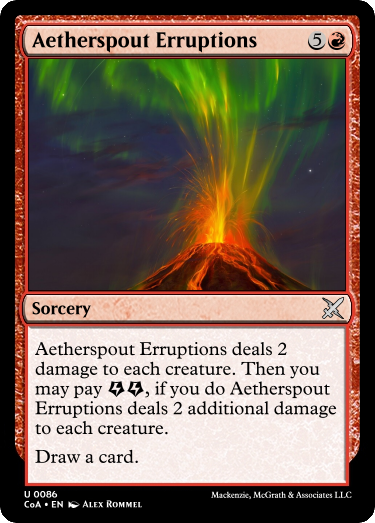 Aetherspout Erruptions 5
Sorcery
Aetherspout Erruptions deals 2
damage to each creature. Then you
may pay , if you do Aetherspout
Erruptions deals 2 additional damage
to each creature.
Draw a card.
U 0086
CoA • EN Alex Rommel
Mackenzie, McGrath & Associates LLC